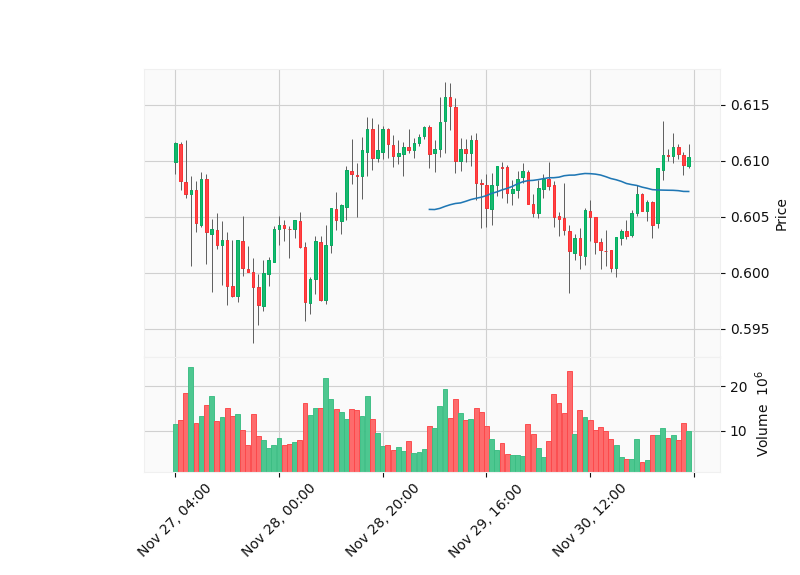 0.615
0.610
0.605
0.600
0.595
Price
20
10
Volume 10^6
Nov 27, 04:00
Nov 28, 00:00
Nov 28, 20:00
Nov 29, 16:00
Nov 30, 12:00